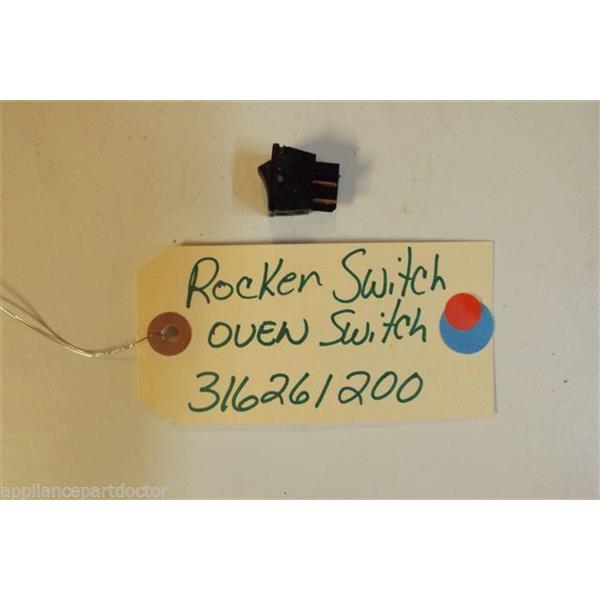 Rocker Switch
OVEN Switch
316261200
appliancepartdoctor